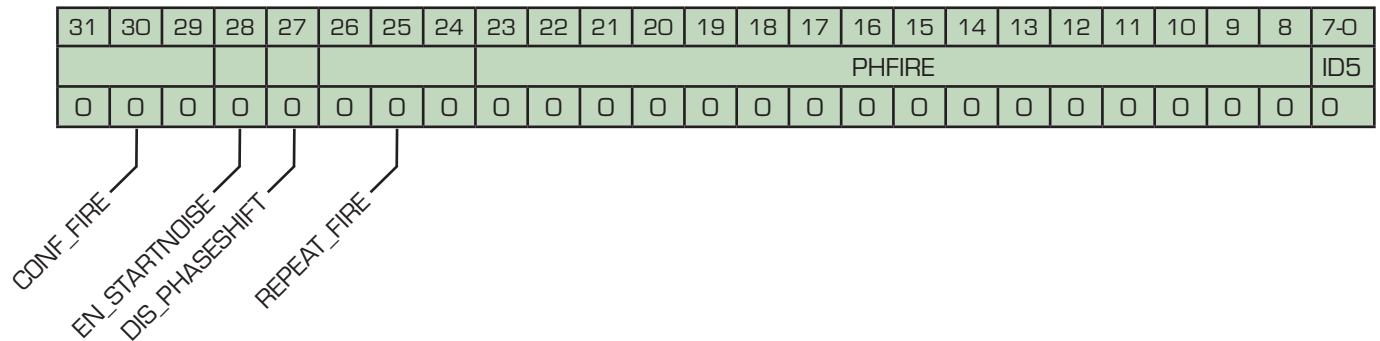 31 30 29 28 27 26 25 24 23 22 21 20 19 18 17 16 15 14 13 12 11 10 9 8 7-0
PHFIRE ID5
0 0 0 0 0 0 0 0 0 0 0 0 0 0 0 0 0 0 0 0 0 0 0 0 0
CONF_FIRE
EN_STARTNOISE
DIS_PHASESHIFT
REPEAT_FIRE